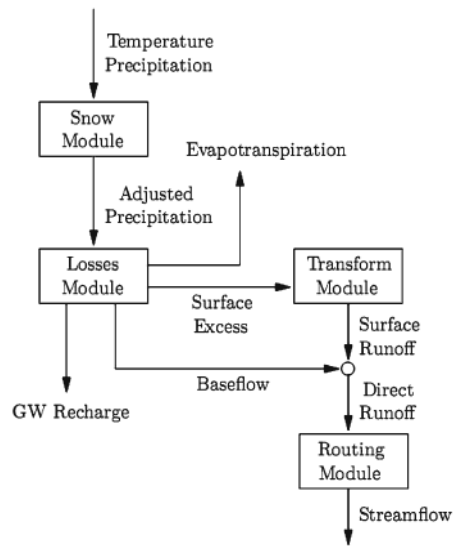 Temperature
Precipitation
Snow
Module
Evapotranspiration
Adjusted
Precipitation
Losses
Module
Transform
Module
Surface
Excess
Surface
Runoff
Baseflow
Direct
Runoff
GW Recharge
Routing
Module
Streamflow